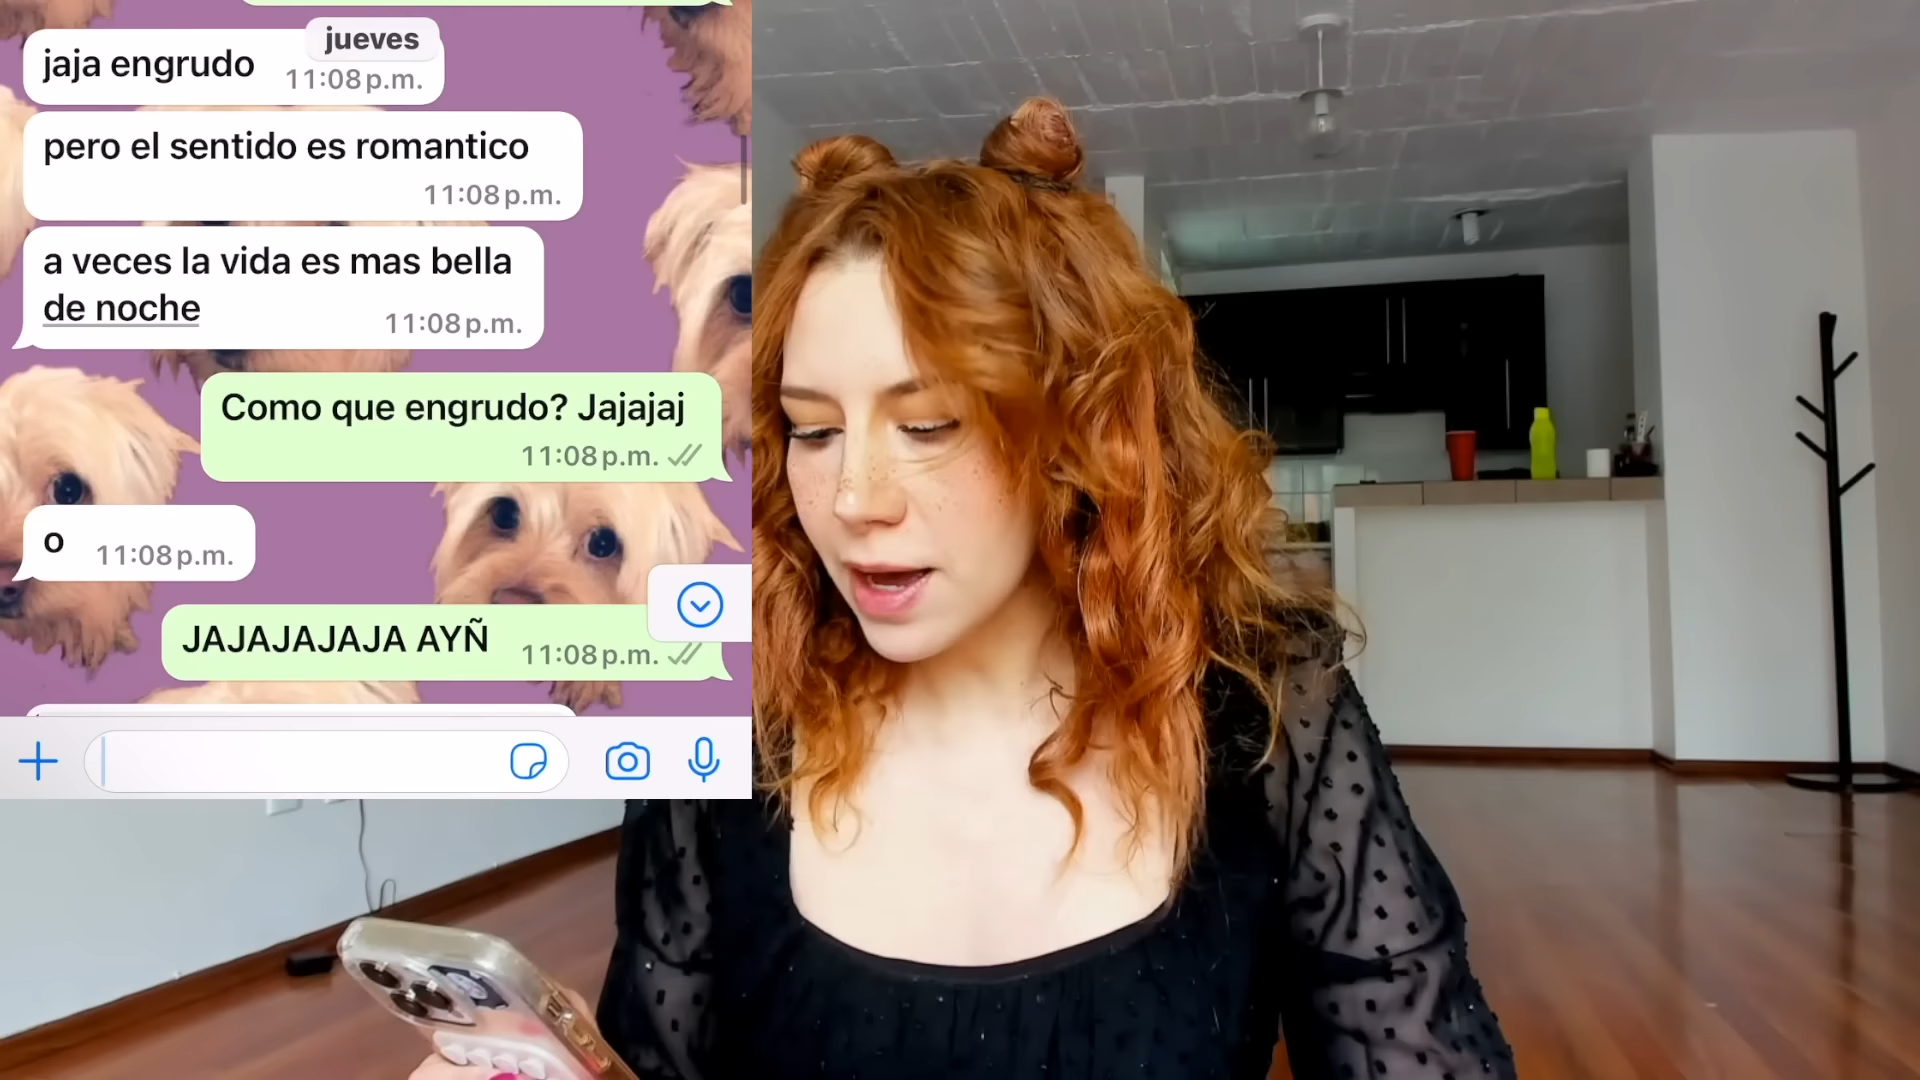 jueves
jaja engrudo
11:08 p.m.
pero el sentido es romantico
11:08 p.m.
a veces la vida es mas bella
de noche
11:08 p.m.
Como que engrudo? Jajajaj
11:08 p.m.
o
11:08 p.m.
JAJAJAJAJA AYÑ
11:08 p.m.